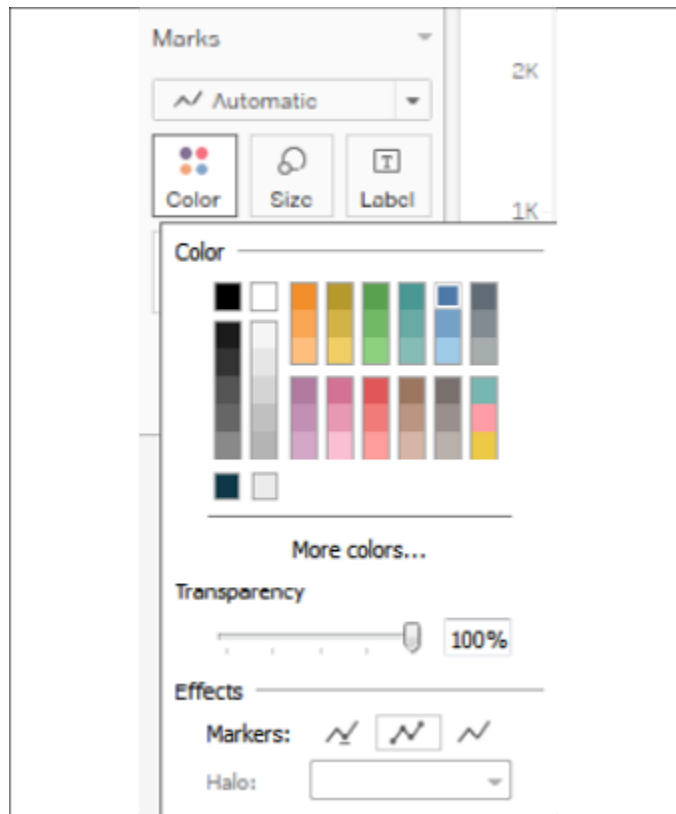 Marks
Automatic
2K
T
Color Size Label
1K
Color
More colors...
Transparency
100%
Effects
Markers:
Halo: